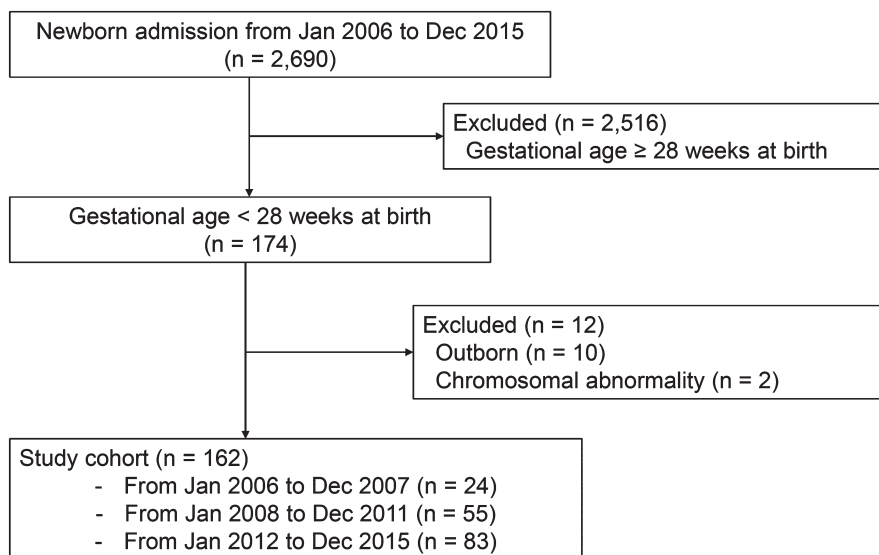 Newborn admission from Jan 2006 to Dec 2015
(n = 2,690)
Excluded (n = 2,516)
Gestational age ≥ 28 weeks at birth
Gestational age < 28 weeks at birth
(n = 174)
Excluded (n = 12)
Outborn (n = 10)
Chromosomal abnormality (n = 2)
Study cohort (n = 162)
- From Jan 2006 to Dec 2007 (n = 24)
- From Jan 2008 to Dec 2011 (n = 55)
- From Jan 2012 to Dec 2015 (n = 83)